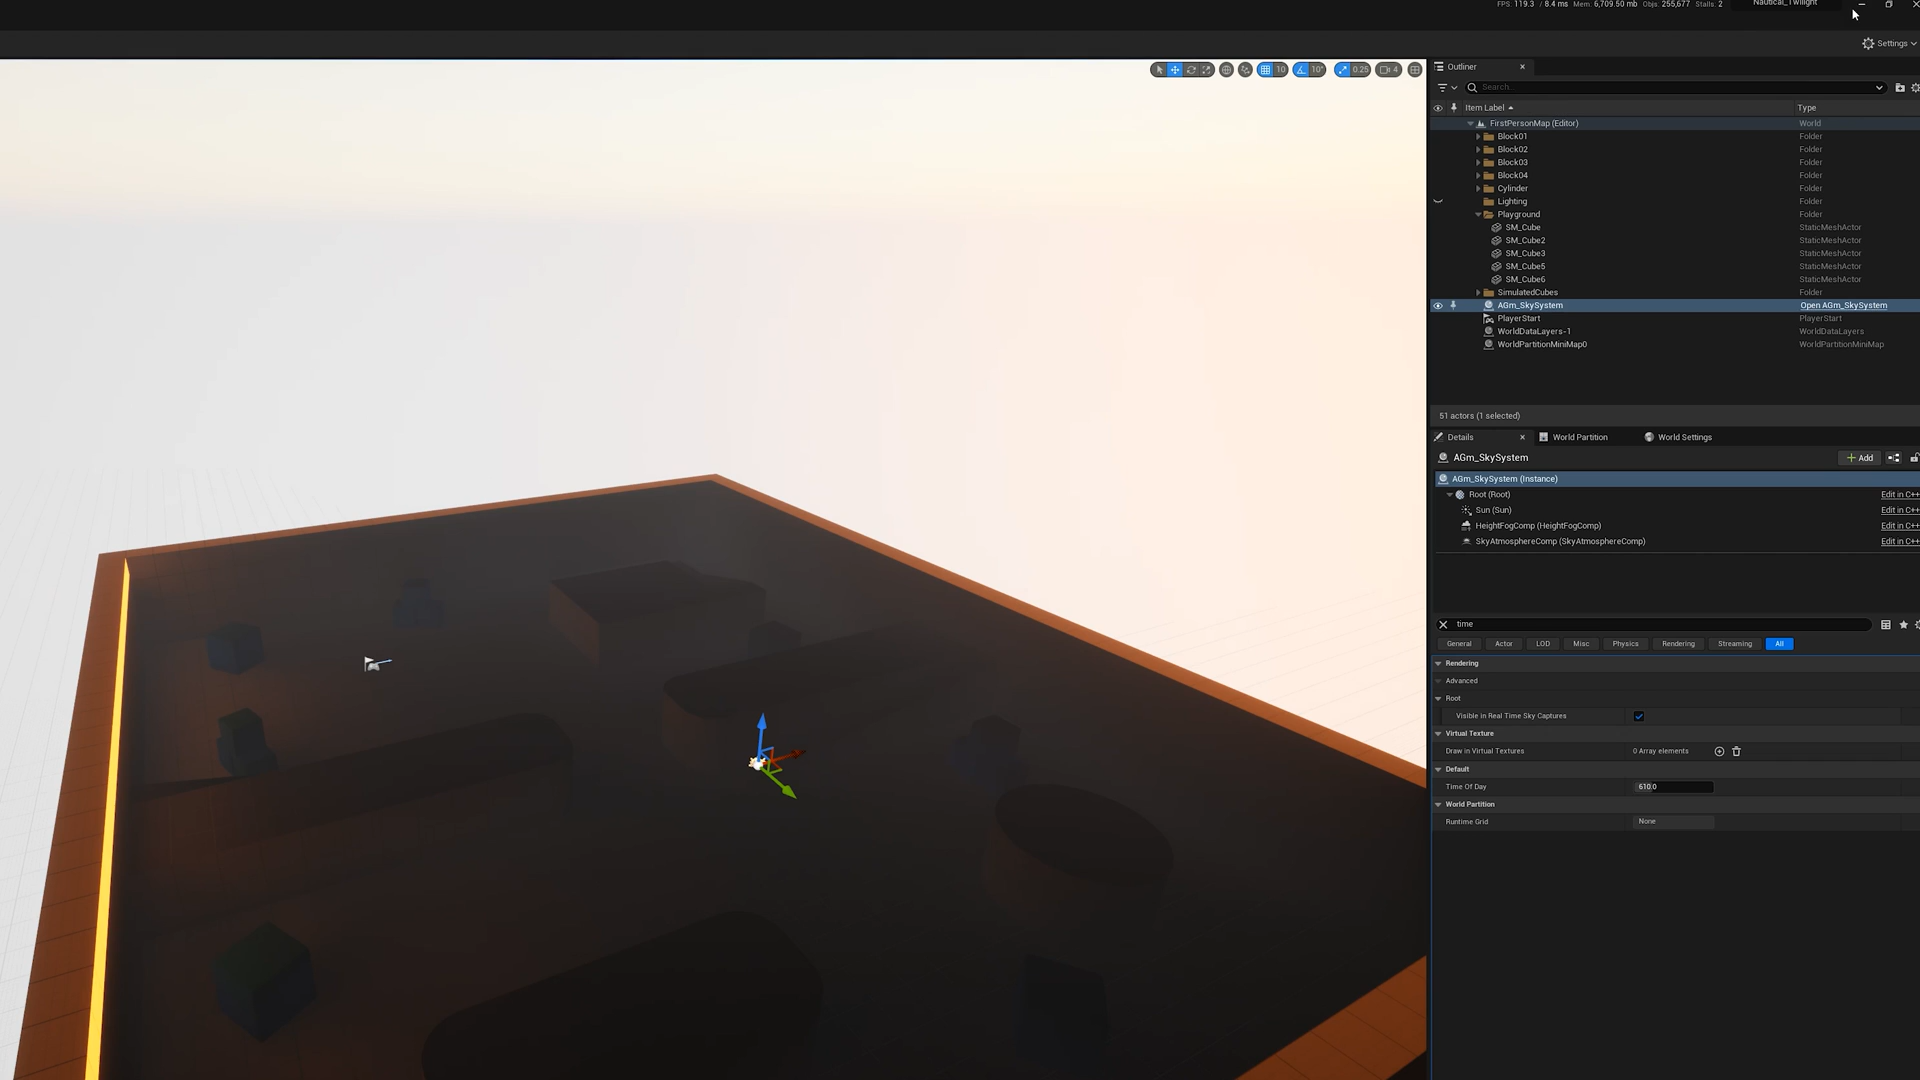 FPS: 119.3 / 8.4 ms Mem: 6,709.50 mb Objs: 255,677 Stalls: 2 Nautical_Twilight
Settings
10 10° 0.25 4
Outliner
Search...
Item Label Type
FirstPersonMap (Editor) World
Block01 Folder
Block02 Folder
Block03 Folder
Block04 Folder
Cylinder Folder
Lighting Folder
Playground Folder
SM_Cube StaticMeshActor
SM_Cube2 StaticMeshActor
SM_Cube3 StaticMeshActor
SM_Cube5 StaticMeshActor
SM_Cube6 StaticMeshActor
SimulatedCubes Folder
AGm_SkySystem Open AGm_SkySystem
PlayerStart PlayerStart
WorldDataLayers-1 WorldDataLayers
WorldPartitionMiniMap0 WorldPartitionMiniMap
51 actors (1 selected)
Details World Partition World Settings
AGm_SkySystem Add
AGm_SkySystem (Instance)
Root (Root) Edit in C++
Sun (Sun) Edit in C++
HeightFogComp (HeightFogComp) Edit in C++
SkyAtmosphereComp (SkyAtmosphereComp) Edit in C++
time
General Actor LOD Misc Physics Rendering Streaming All
Rendering
Advanced
Root
Visible in Real Time Sky Captures
Virtual Texture
Draw in Virtual Textures 0 Array elements
Default
Time Of Day 610.0
World Partition
Runtime Grid None